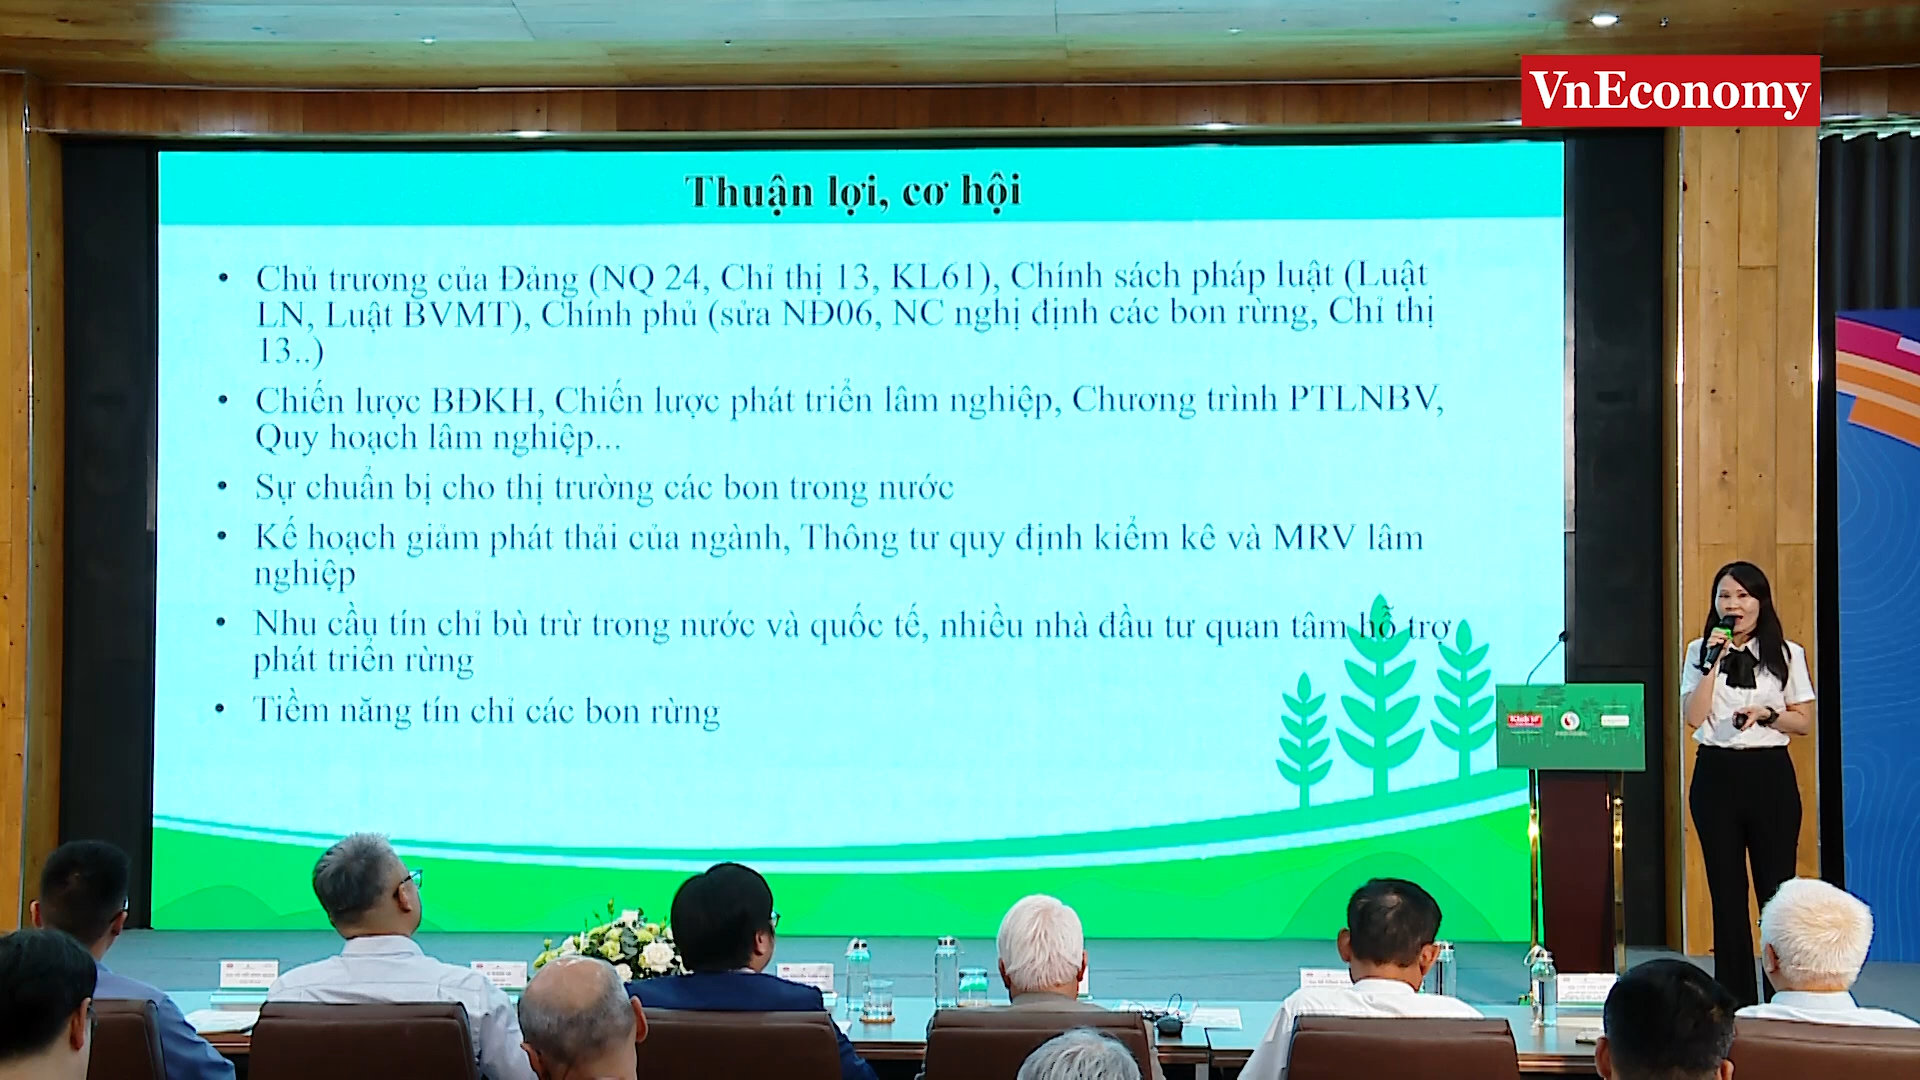 VnEconomy
Thuận lợi, cơ hội
• Chủ trương của Đảng (NQ 24, Chỉ thị 13, KL61), Chính sách pháp luật (Luật
LN, Luật BVMT), Chính phủ (sửa NĐ06, NC nghị định các bon rừng, Chỉ thị
13..)
• Chiến lược BĐKH, Chiến lược phát triển lâm nghiệp, Chương trình PTLNBV,
Quy hoạch lâm nghiệp...
• Sự chuẩn bị cho thị trường các bon trong nước
• Kế hoạch giảm phát thải của ngành, Thông tư quy định kiểm kê và MRV lâm
nghiệp
• Nhu cầu tín chỉ bù trừ trong nước và quốc tế, nhiều nhà đầu tư quan tâm hỗ trợ
phát triển rừng
• Tiềm năng tín chỉ các bon rừng